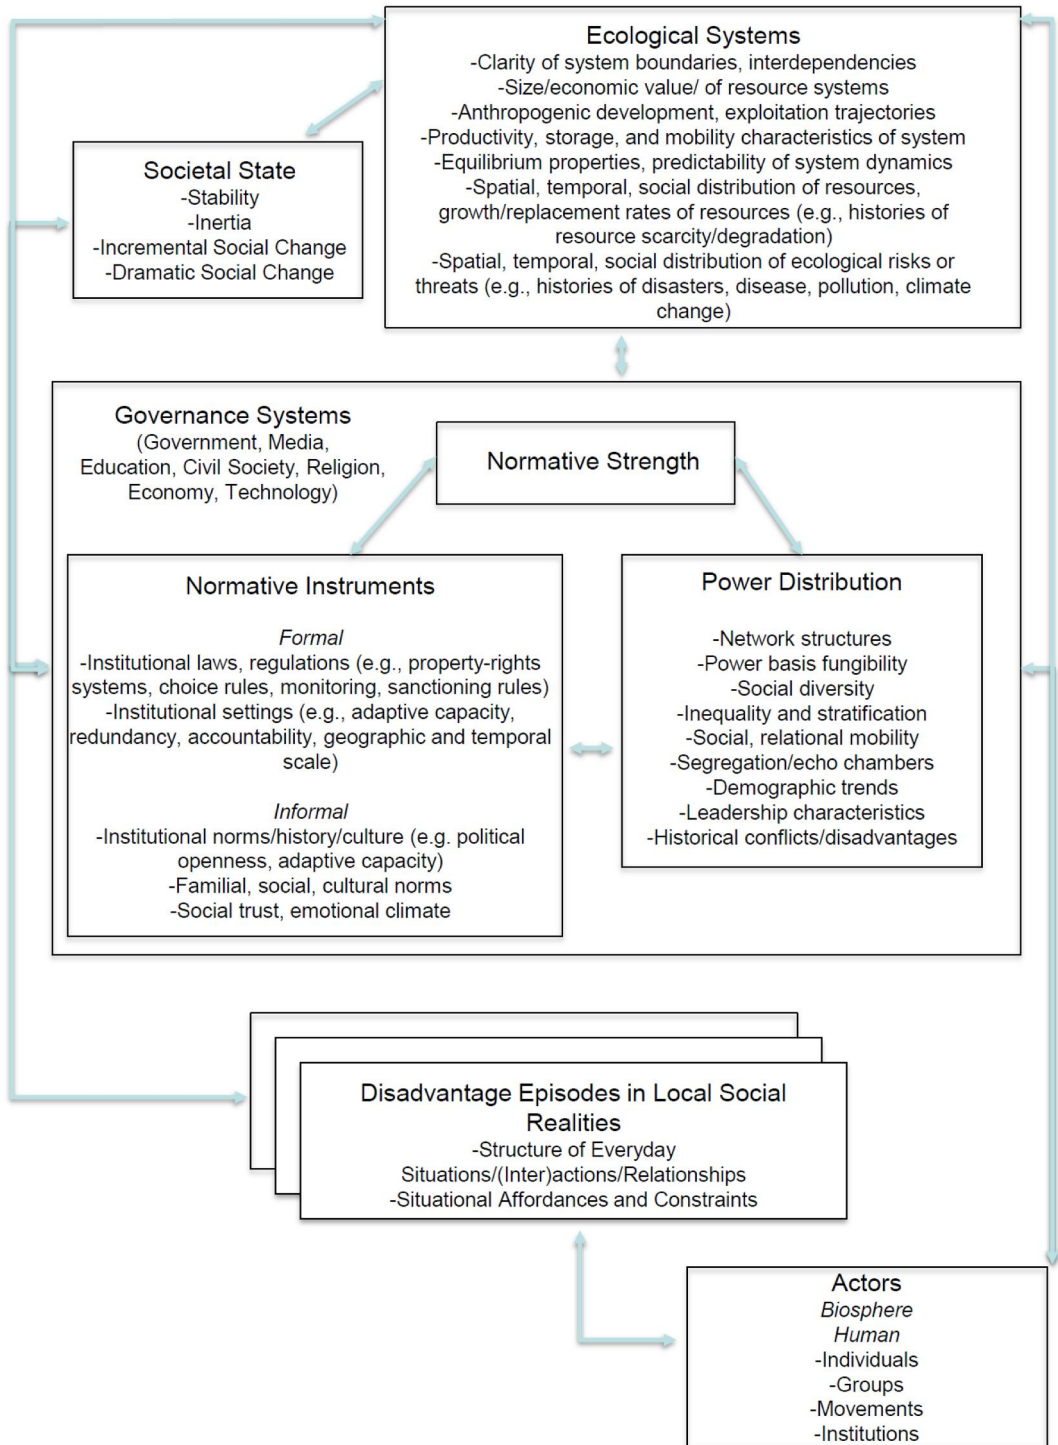 Ecological Systems
-Clarity of system boundaries, interdependencies
-Size/economic value/ of resource systems
-Anthropogenic development, exploitation trajectories
-Productivity, storage, and mobility characteristics of system
-Equilibrium properties, predictability of system dynamics
-Spatial, temporal, social distribution of resources,
growth/replacement rates of resources (e.g., histories of
resource scarcity/degradation)
-Spatial, temporal, social distribution of ecological risks or
threats (e.g., histories of disasters, disease, pollution, climate
change)
Societal State
-Stability
-Inertia
-Incremental Social Change
-Dramatic Social Change
Governance Systems
(Government, Media,
Education, Civil Society, Religion,
Economy, Technology)
Normative Strength
Normative Instruments
Formal
-Institutional laws, regulations (e.g., property-rights
systems, choice rules, monitoring, sanctioning rules)
-Institutional settings (e.g., adaptive capacity,
redundancy, accountability, geographic and temporal
scale)
Informal
-Institutional norms/history/culture (e.g. political
openness, adaptive capacity)
-Familial, social, cultural norms
-Social trust, emotional climate
Power Distribution
-Network structures
-Power basis fungibility
-Social diversity
-Inequality and stratification
-Social, relational mobility
-Segregation/echo chambers
-Demographic trends
-Leadership characteristics
-Historical conflicts/disadvantages
Disadvantage Episodes in Local Social
Realities
-Structure of Everyday
Situations/(Inter)actions/Relationships
-Situational Affordances and Constraints
Actors
Biosphere
Human
-Individuals
-Groups
-Movements
-Institutions